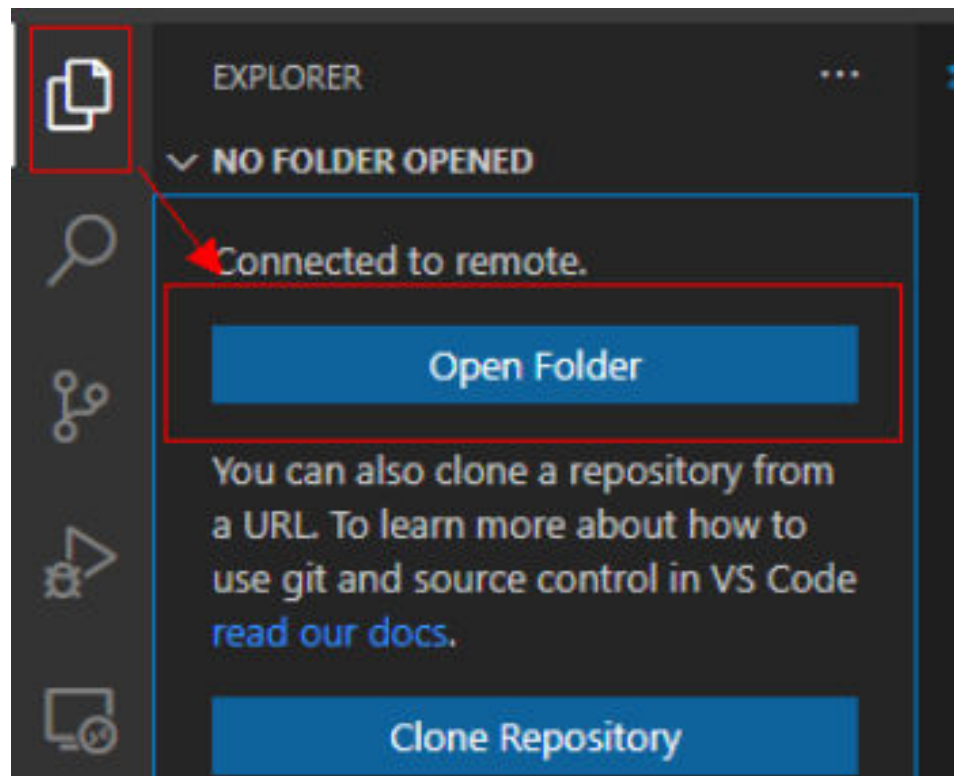 EXPLORER
NO FOLDER OPENED
Connected to remote.
Open Folder
You can also clone a repository from
a URL. To learn more about how to
use git and source control in VS Code
read our docs.
Clone Repository